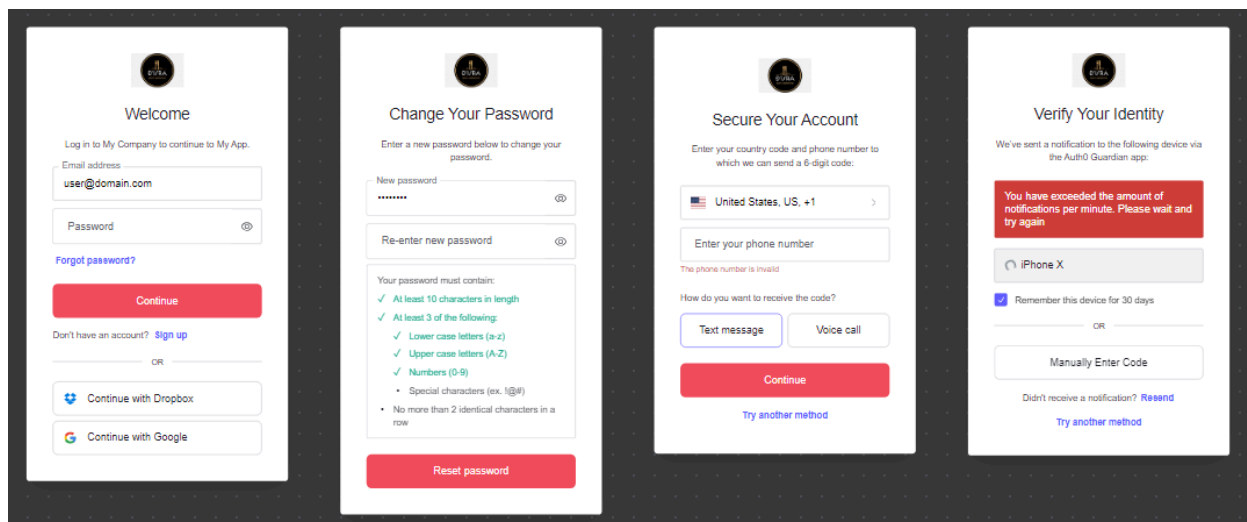 D'URA
Welcome
Log in to My Company to continue to My App.
Email address
user@domain.com
Password
Forgot password?
Continue
Don't have an account? Sign up
OR
Continue with Dropbox
Continue with Google
D'URA
Change Your Password
Enter a new password below to change your
password.
New password
••••••••
Re-enter new password
Your password must contain:
At least 10 characters in length
At least 3 of the following:
Lower case letters (a-z)
Upper case letters (A-Z)
Numbers (0-9)
Special characters (ex. !@#)
No more than 2 identical characters in a
row
Reset password
D'URA
Secure Your Account
Enter your country code and phone number to
which we can send a 6-digit code:
United States, US, +1
Enter your phone number
The phone number is invalid
How do you want to receive the code?
Text message
Voice call
Continue
Try another method
D'URA
Verify Your Identity
We've sent a notification to the following device via
the Auth0 Guardian app:
You have exceeded the amount of
notifications per minute. Please wait and
try again
iPhone X
Remember this device for 30 days
OR
Manually Enter Code
Didn't receive a notification? Resend
Try another method